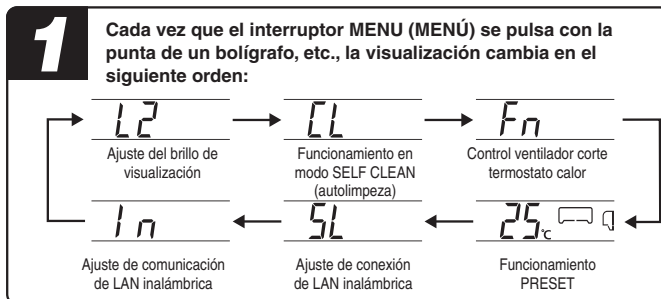 1
Cada vez que el interruptor MENU (MENÚ) se pulsa con la
punta de un bolígrafo, etc., la visualización cambia en el
siguiente orden:
L2
CL
Fn
Ajuste del brillo de
visualización
Funcionamiento en
modo SELF CLEAN
(autolimpeza)
Control ventilador corte
termostato calor
In
SL
25°C
Ajuste de comunicación
de LAN inalámbrica
Ajuste de conexión
de LAN inalámbrica
Funcionamiento
PRESET